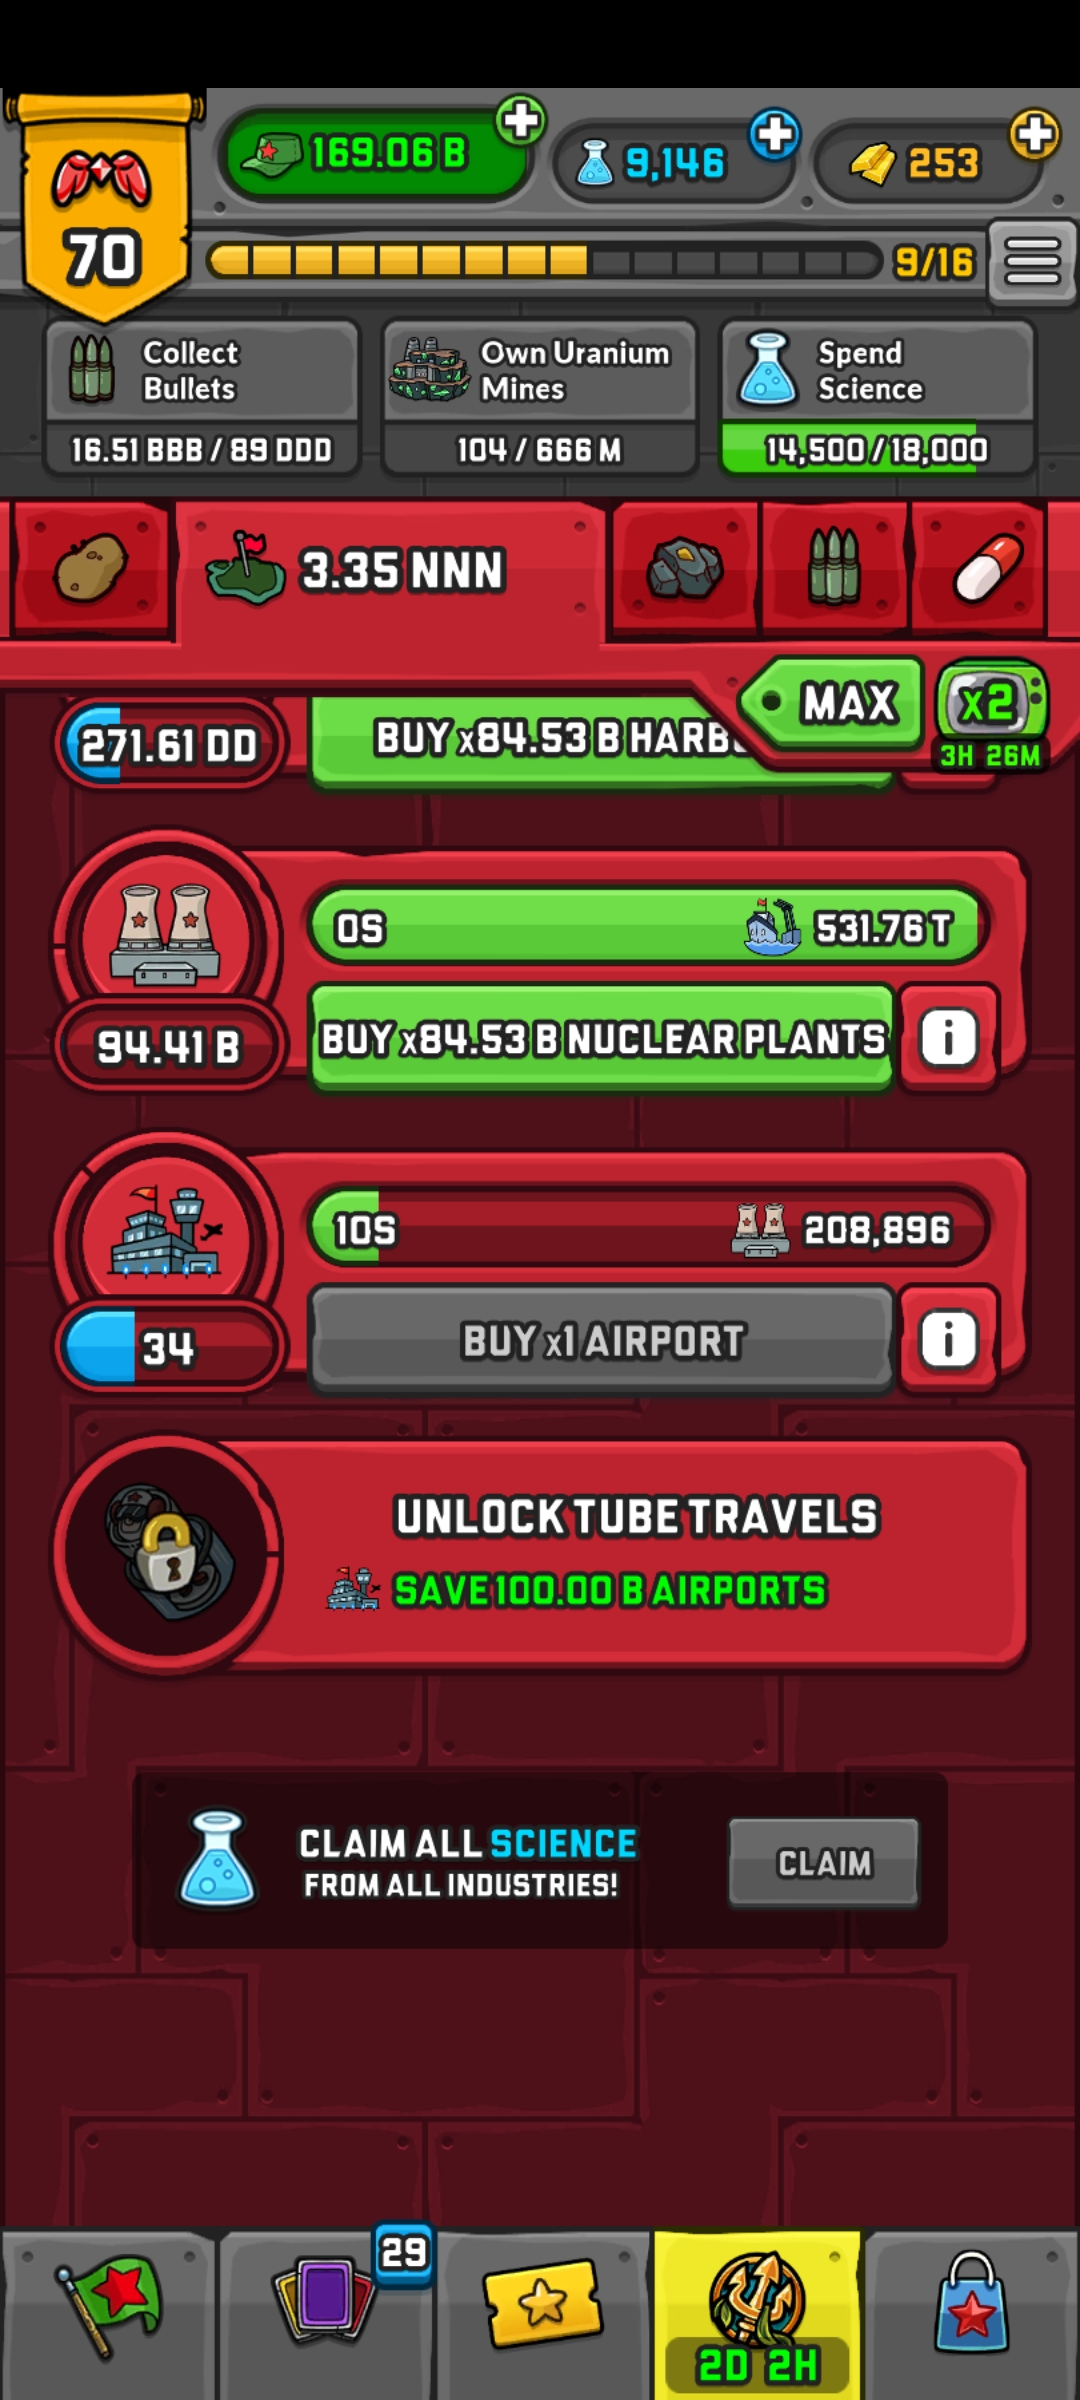 169.06 B
9,146
253
70
9/16
Collect
Bullets
16.51 BBB / 89 DDD
Own Uranium
Mines
104 / 666 M
Spend
Science
14,500/18,000
3.35 NNN
MAX
x2
3H 26M
271.61 DD
BUY x84.53 B
0S
531.76 T
94.41 B
BUY x84.53 B NUCLEAR PLANTS
i
10S
208,896
34
BUY x1 AIRPORT
i
UNLOCK TUBE TRAVELS
SAVE 100.00 B AIRPORTS
CLAIM ALL SCIENCE
FROM ALL INDUSTRIES!
CLAIM
29
2D 2H